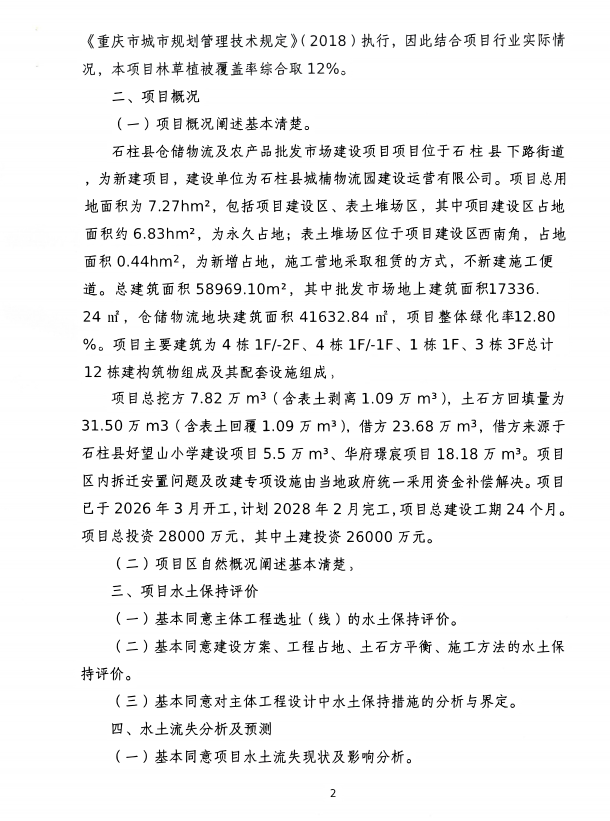 《重庆市城市规划管理技术规定》（2018）执行，因此结合项目行业实际情
况，本项目林草植被覆盖率综合取 12%。
二、项目概况
（一）项目概况阐述基本清楚。
石柱县仓储物流及农产品批发市场建设项目项目位于石 柱 县 下路街道
，为新建项目，建设单位为石柱县城楠物流园建设运营有限公司。项目总用
地面积为 7.27hm²，包括项目建设区、表土堆场区，其中项目建设区占地
面积约 6.83hm²，为永久占地；表土堆场区位于项目建设区西南角，占地
面积 0.44hm²，为新增占地，施工营地采取租赁的方式，不新建施工便
道。总建筑面积 58969.10m²，其中批发市场地上建筑面积17336.
24 ㎡，仓储物流地块建筑面积 41632.84 ㎡，项目整体绿化率12.80
%。项目主要建筑为 4 栋 1F/-2F、4 栋 1F/-1F、1 栋 1F、3 栋 3F总计
12 栋建构筑物组成及其配套设施组成，
项目总挖方 7.82 万 m³（含表土剥离 1.09 万 m³），土石方回填量为
31.50 万 m3（含表土回覆 1.09 万 m³），借方 23.68 万 m³，借方来源于
石柱县好望山小学建设项目 5.5 万 m³、华府璟宸项目 18.18 万 m³。项目
区内拆迁安置问题及改建专项设施由当地政府统一采用资金补偿解决。项目
已于 2026 年 3 月开工，计划 2028 年 2 月完工，项目总建设工期 24 个月。
项目总投资 28000 万元，其中土建投资 26000 万元。
（二）项目区自然概况阐述基本清楚，
三、项目水土保持评价
（一）基本同意主体工程选址（线）的水土保持评价。
（二）基本同意建设方案、工程占地、土石方平衡、施工方法的水土保
持评价。
（三）基本同意对主体工程设计中水土保持措施的分析与界定。
四、水土流失分析及预测
（一）基本同意项目水土流失现状及影响分析。
2